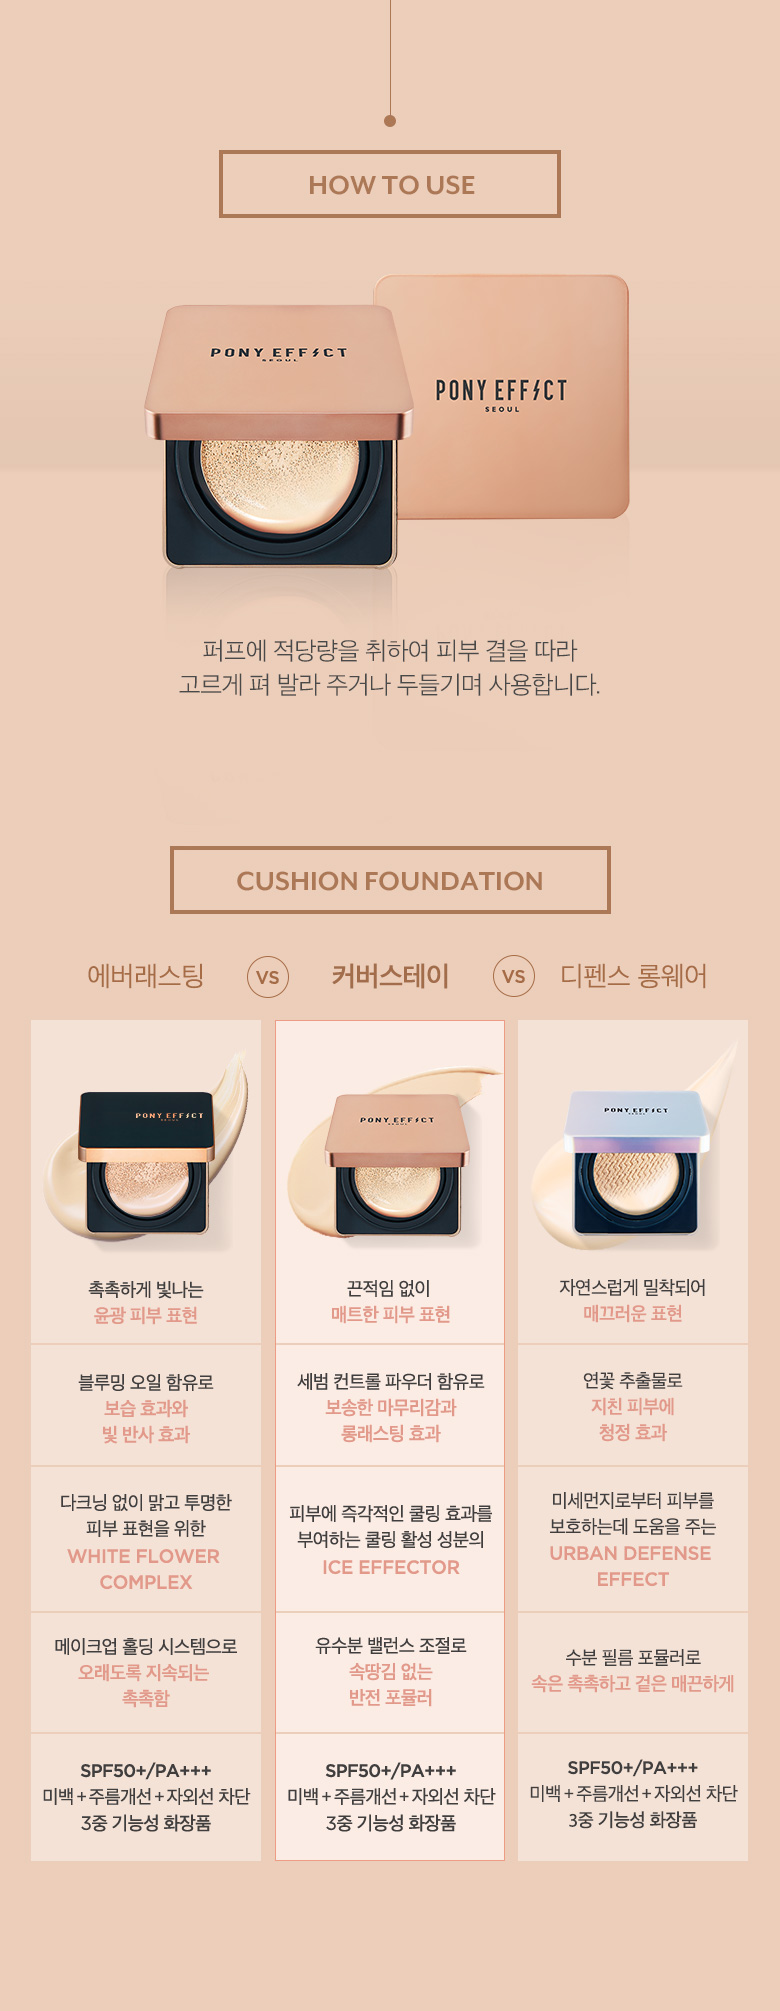 HOW TO USE
PONY EFFECT
SEOUL
PONY EFFECT
SEOUL
퍼프에 적당량을 취하여 피부 결을 따라
고르게 펴 발라 주거나 두들기며 사용합니다.
CUSHION FOUNDATION
에버래스팅 VS 커버스테이 VS 디펜스 롱웨어
PONY EFFECT
SEOUL
촉촉하게 빛나는
윤광 피부 표현
블루밍 오일 함유로
보습 효과와
빛 반사 효과
다크닝 없이 맑고 투명한
피부 표현을 위한
WHITE FLOWER
COMPLEX
메이크업 홀딩 시스템으로
오래도록 지속되는
촉촉함
SPF50+/PA+++
미백+주름개선+자외선 차단
3중 기능성 화장품
PONY EFFECT
SEOUL
끈적임 없이
매트한 피부 표현
세범 컨트롤 파우더 함유로
보송한 마무리감과
롱래스팅 효과
피부에 즉각적인 쿨링 효과를
부여하는 쿨링 활성 성분의
ICE EFFECTOR
유수분 밸런스 조절로
속땅김 없는
반전 포뮬러
SPF50+/PA+++
미백+주름개선+자외선 차단
3중 기능성 화장품
PONY EFFECT
SEOUL
자연스럽게 밀착되어
매끄러운 표현
연꽃 추출물로
지친 피부에
청정 효과
미세먼지로부터 피부를
보호하는데 도움을 주는
URBAN DEFENSE
EFFECT
수분 필름 포뮬러로
속은 촉촉하고 겉은 매끈하게
SPF50+/PA+++
미백+주름개선+자외선 차단
3중 기능성 화장품